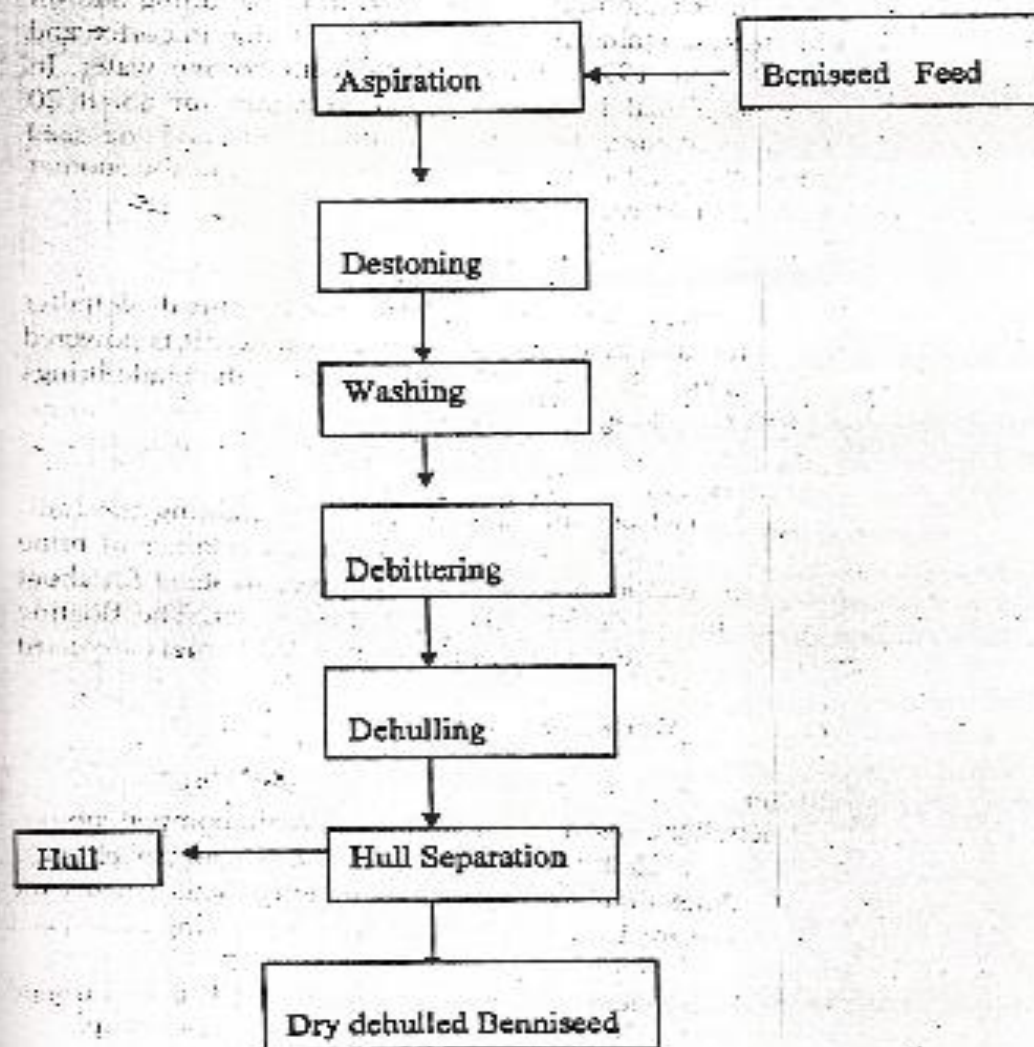 Aspiration
Beniseed Feed
Destoning
Washing
Debittering
Dehulling
Hull
Hull Separation
Dry dehulled Benniseed